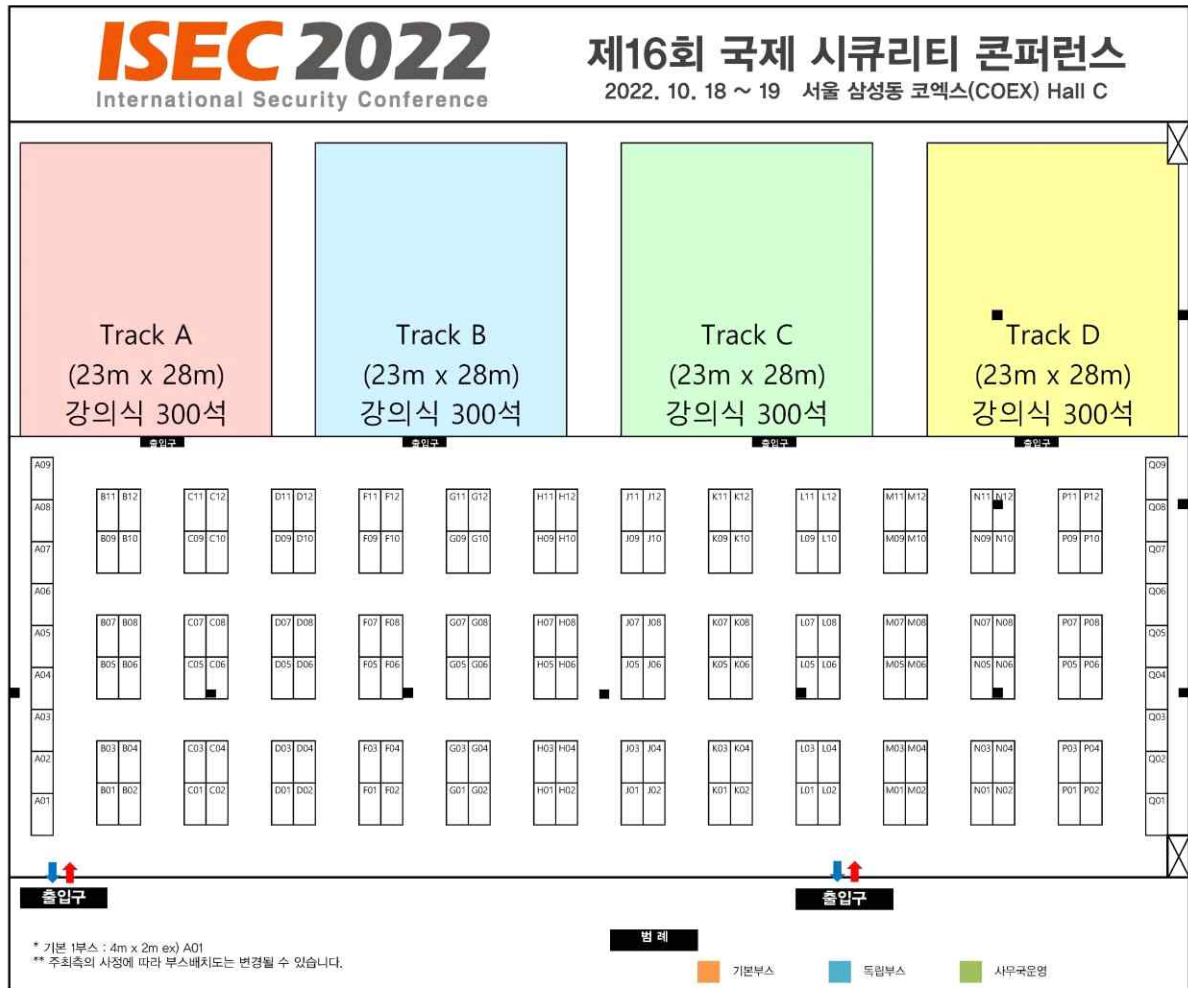 ISEC 2022
International Security Conference
제16회 국제 시큐리티 콘퍼런스
2022. 10. 18 ~ 19 서울 삼성동 코엑스(COEX) Hall C
Track A
(23m x 28m)
강의식 300석
Track B
(23m x 28m)
강의식 300석
Track C
(23m x 28m)
강의식 300석
Track D
(23m x 28m)
강의식 300석
출입구 출입구 출입구 출입구
A09 Q09
B11 B12 C11 C12 D11 D12 F11 F12 G11 G12 H11 H12 J11 J12 K11 K12 L11 L12 M11 M12 N11 N12 P11 P12
A08 Q08
B09 B10 C09 C10 D09 D10 F09 F10 G09 G10 H09 H10 J09 J10 K09 K10 L09 L10 M09 M10 N09 N10 P09 P10
A07 Q07
A06 Q06
B07 B08 C07 C08 D07 D08 F07 F08 G07 G08 H07 H08 J07 J08 K07 K08 L07 L08 M07 M08 N07 N08 P07 P08
A05 Q05
B05 B06 C05 C06 D05 D06 F05 F06 G05 G06 H05 H06 J05 J06 K05 K06 L05 L06 M05 M06 N05 N06 P05 P06
A04 Q04
A03 Q03
B03 B04 C03 C04 D03 D04 F03 F04 G03 G04 H03 H04 J03 J04 K03 K04 L03 L04 M03 M04 N03 N04 P03 P04
A02 Q02
B01 B02 C01 C02 D01 D02 F01 F02 G01 G02 H01 H02 J01 J02 K01 K02 L01 L02 M01 M02 N01 N02 P01 P02
A01 Q01
출입구 출입구
* 기본 1부스 : 4m x 2m ex) A01
** 주최측의 사정에 따라 부스배치도는 변경될 수 있습니다.
범 례
기본부스 독립부스 사무국운영